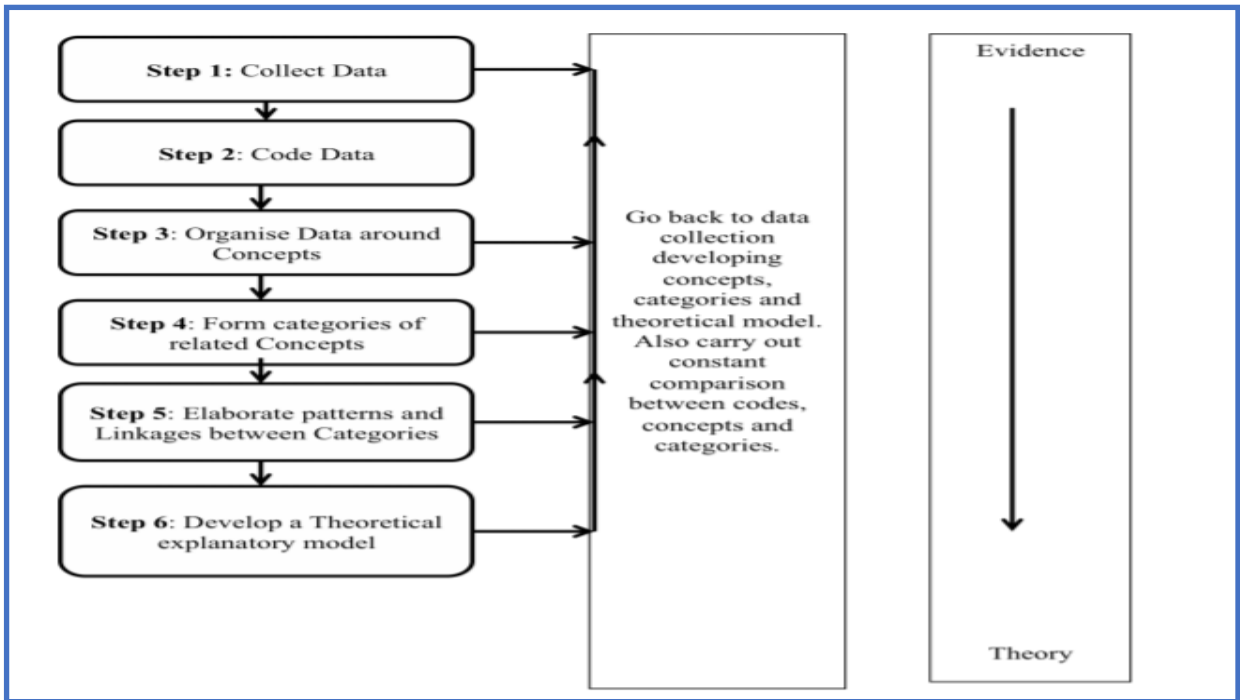 Step 1: Collect Data
Step 2: Code Data
Step 3: Organise Data around
Concepts
Step 4: Form categories of
related Concepts
Step 5: Elaborate patterns and
Linkages between Categories
Step 6: Develop a Theoretical
explanatory model
Go back to data
collection
developing
concepts,
categories and
theoretical model.
Also carry out
constant
comparison
between codes,
concepts and
categories.
Evidence
Theory